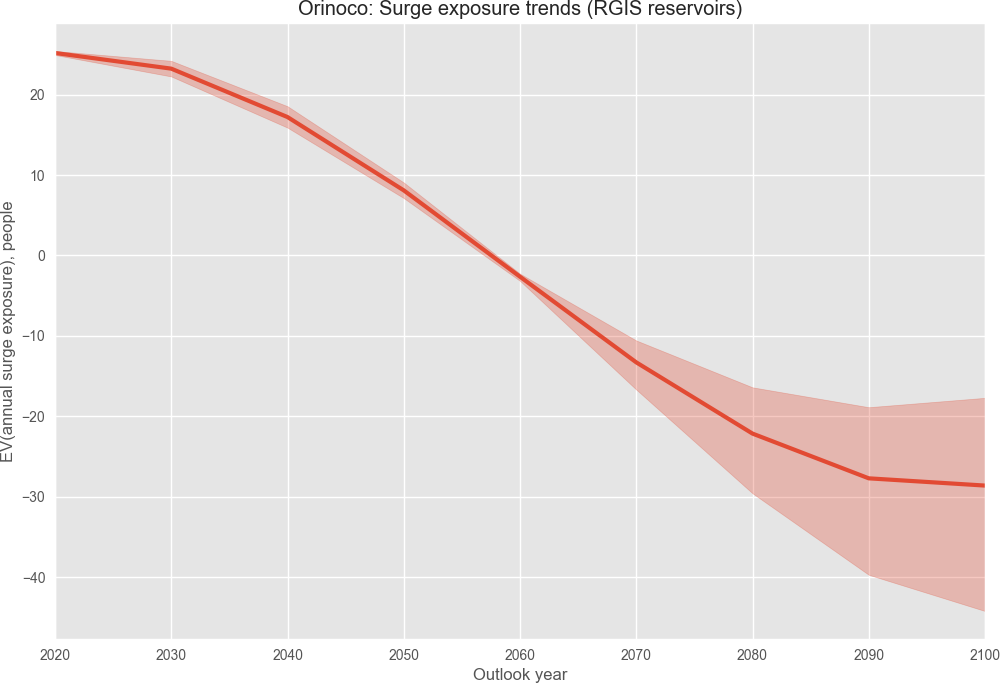 Orinoco: Surge exposure trends (RGIS reservoirs)
EV(annual surge exposure), people
20
10
0
−10
−20
−30
−40
2020 2030 2040 2050 2060 2070 2080 2090 2100
Outlook year